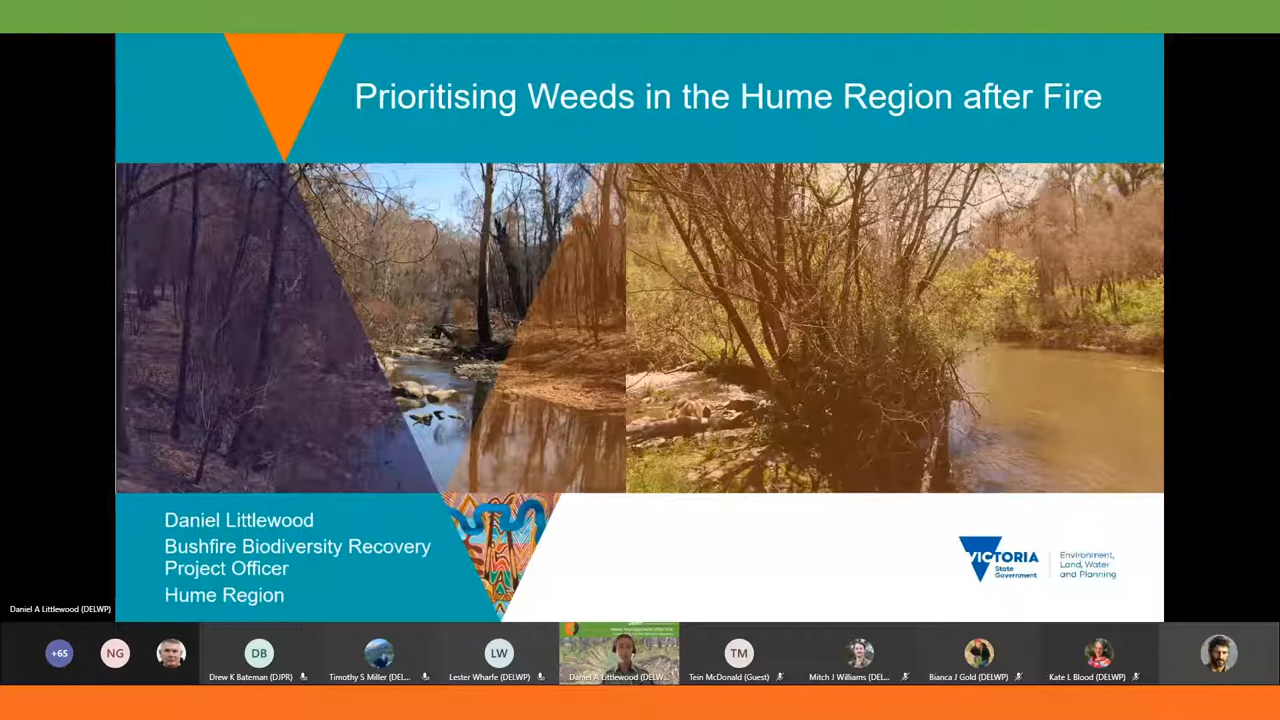 Prioritising Weeds in the Hume Region after Fire
Daniel Littlewood
Bushfire Biodiversity Recovery
Project Officer
Hume Region
VICTORIA
State
Government
Environment,
Land, Water
and Planning
Daniel A Littlewood (DELWP)
+65
NG
DB
Drew K Bateman (DJPR)
Timothy S Miller (DEL...
LW
Lester Wharfe (DELWP)
Daniel A Littlewood (DELW...
TM
Tein McDonald (Guest)
Mitch J Williams (DEL...
Bianca J Gold (DELWP)
Kate L Blood (DELWP)